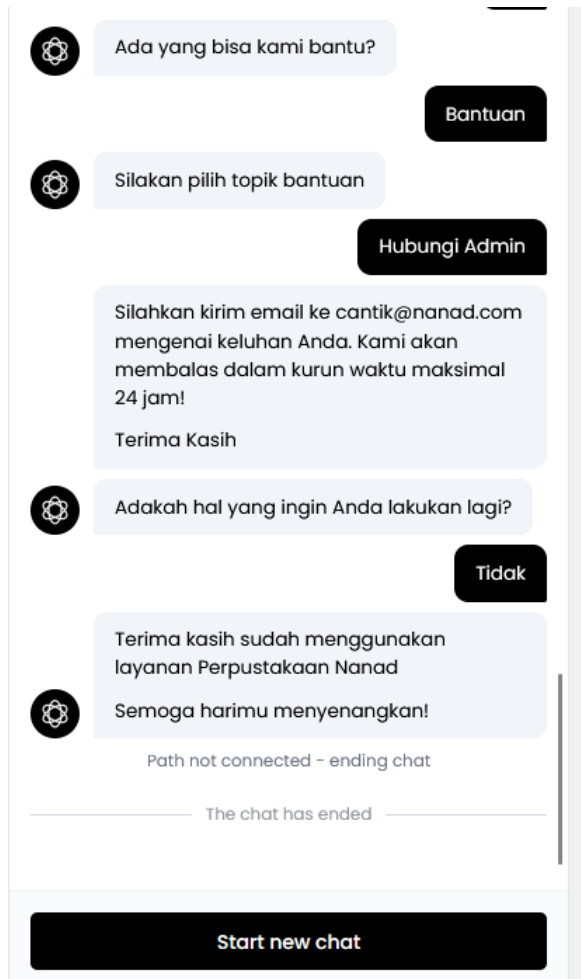 Ada yang bisa kami bantu?
Bantuan
Silakan pilih topik bantuan
Hubungi Admin
Silahkan kirim email ke cantik@nanad.com
mengenai keluhan Anda. Kami akan
membalas dalam kurun waktu maksimal
24 jam!
Terima Kasih
Adakah hal yang ingin Anda lakukan lagi?
Tidak
Terima kasih sudah menggunakan
layanan Perpustakaan Nanad
Semoga harimu menyenangkan!
Path not connected - ending chat
The chat has ended
Start new chat